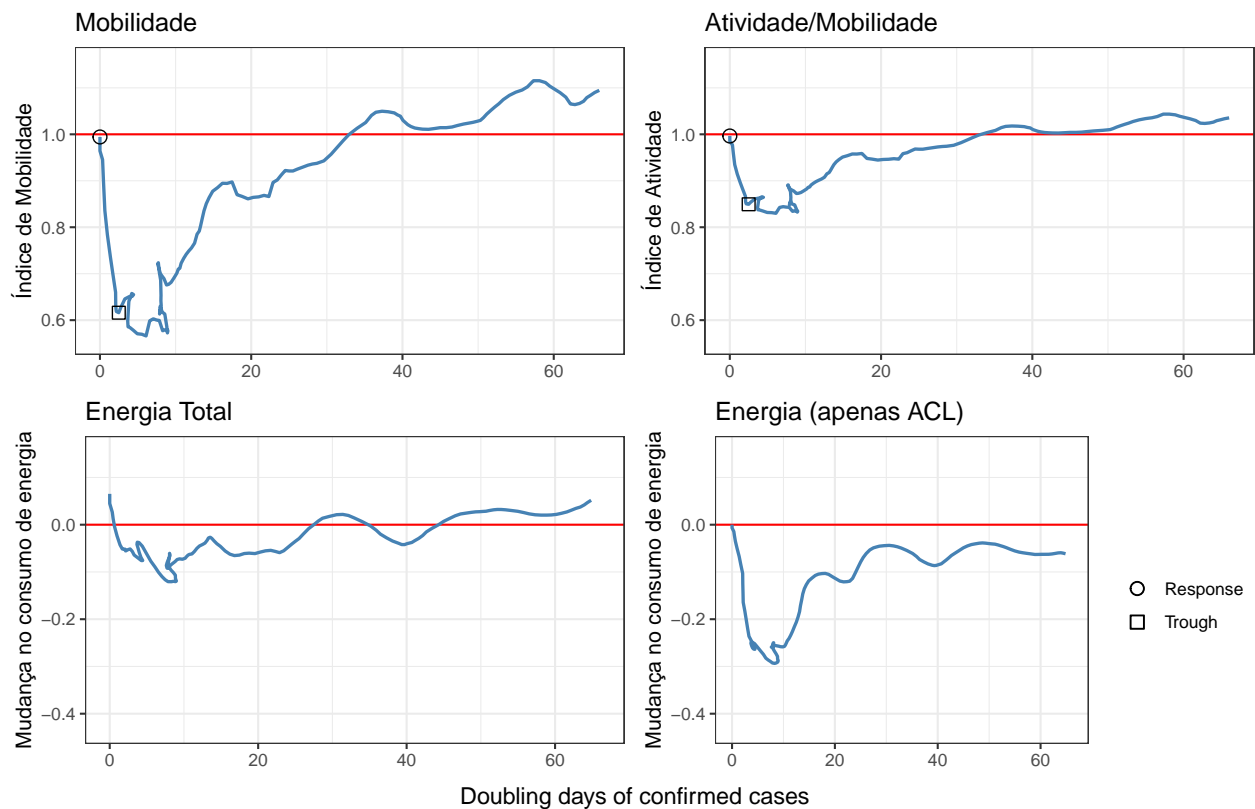 Mobilidade
Índice de Mobilidade
1.0
0.8
0.6
0
20
40
60
Atividade/Mobilidade
Índice de Atividade
1.0
0.8
0.6
0
20
40
60
Energia Total
Mudança no consumo de energia
0.0
−0.2
−0.4
0
20
40
60
Energia (apenas ACL)
Mudança no consumo de energia
0.0
−0.2
−0.4
0
20
40
60
Response
Trough
Doubling days of confirmed cases